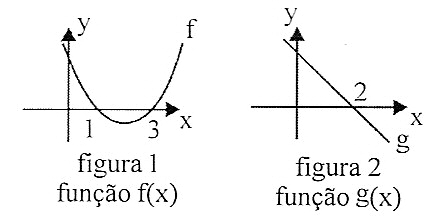 y
f
1
3
x
figura 1
função f(x)
y
2
x
g
figura 2
função g(x)